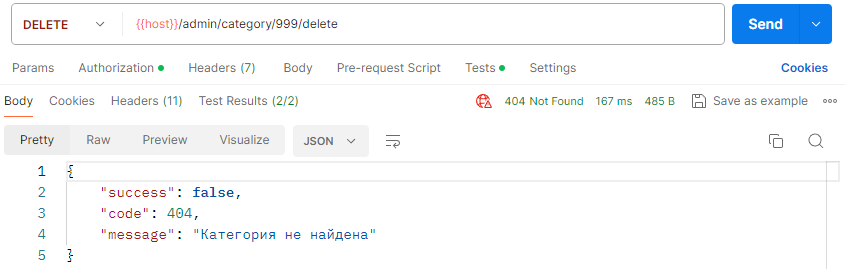 DELETE {{host}}/admin/category/999/delete Send
Params Authorization Headers (7) Body Pre-request Script Tests Settings Cookies
Body Cookies Headers (11) Test Results (2/2) 404 Not Found 167 ms 485 B Save as example
Pretty Raw Preview Visualize JSON
1 {
2 "success": false,
3 "code": 404,
4 "message": "Категория не найдена"
5 }